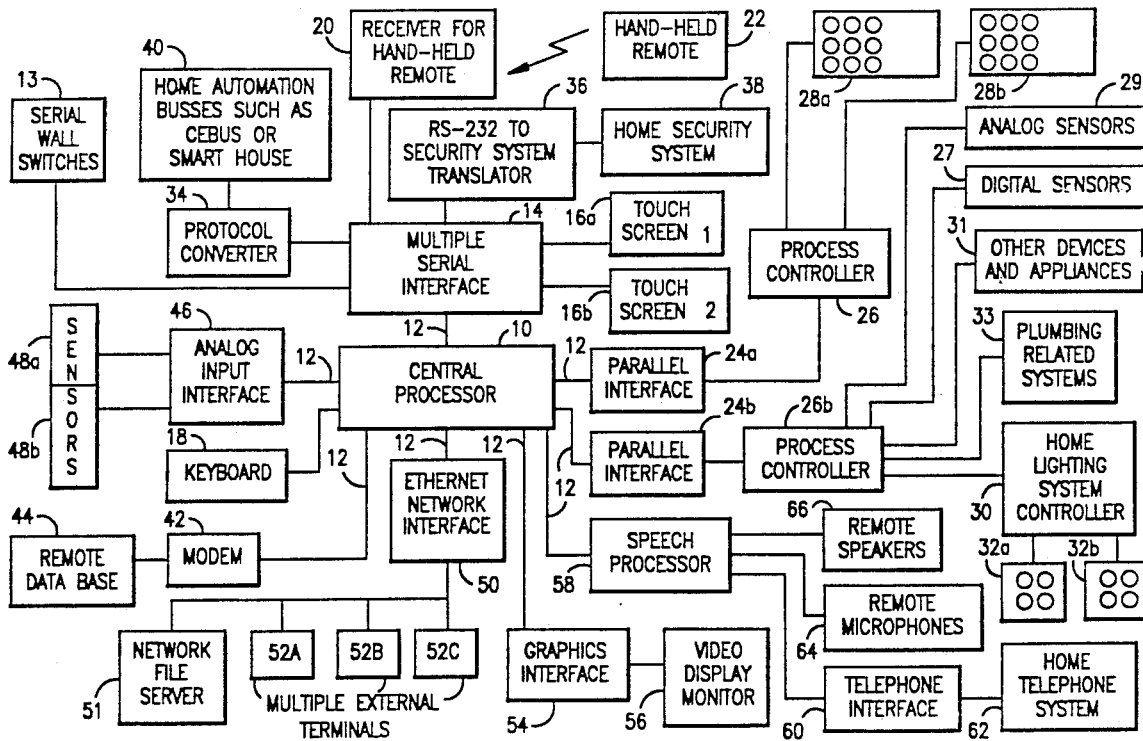 20
RECEIVER FOR
HAND-HELD
REMOTE
22
HAND-HELD
REMOTE
28a
28b
40
HOME AUTOMATION
BUSSES SUCH AS
CEBUS OR
SMART HOUSE
13
SERIAL
WALL
SWITCHES
36
RS-232 TO
SECURITY SYSTEM
TRANSLATOR
38
HOME SECURITY
SYSTEM
29
ANALOG SENSORS
27
DIGITAL SENSORS
34
PROTOCOL
CONVERTER
14
MULTIPLE
SERIAL
INTERFACE
16a
TOUCH
SCREEN 1
16b
TOUCH
SCREEN 2
PROCESS
CONTROLLER
26
31
OTHER DEVICES
AND APPLIANCES
33
PLUMBING
RELATED
SYSTEMS
48a
48b
SENSORS
46
ANALOG
INPUT
INTERFACE
12
12
10
CENTRAL
PROCESSOR
12
24a
PARALLEL
INTERFACE
24b
PARALLEL
INTERFACE
26b
PROCESS
CONTROLLER
HOME
LIGHTING
SYSTEM
CONTROLLER
30
32a
32b
18
KEYBOARD
12
12
12
12
ETHERNET
NETWORK
INTERFACE
50
44
REMOTE
DATA BASE
42
MODEM
SPEECH
PROCESSOR
58
66
REMOTE
SPEAKERS
REMOTE
MICROPHONES
64
NETWORK
FILE
SERVER
51
52A
52B
52C
MULTIPLE EXTERNAL
TERMINALS
GRAPHICS
INTERFACE
54
VIDEO
DISPLAY
MONITOR
56
TELEPHONE
INTERFACE
60
HOME
TELEPHONE
SYSTEM
62